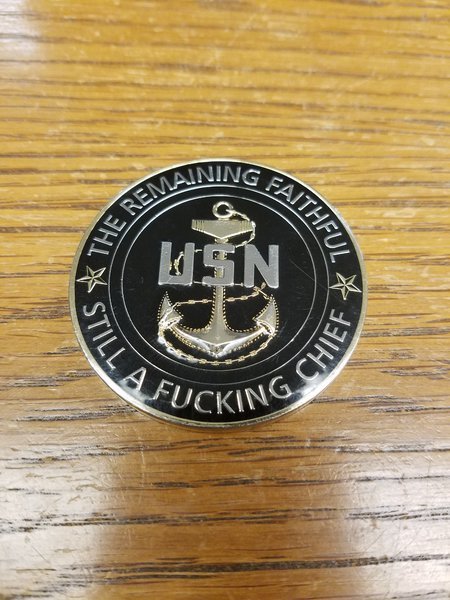 THE REMAINING FAITHFUL
USN
STILL A FUCKING CHIEF